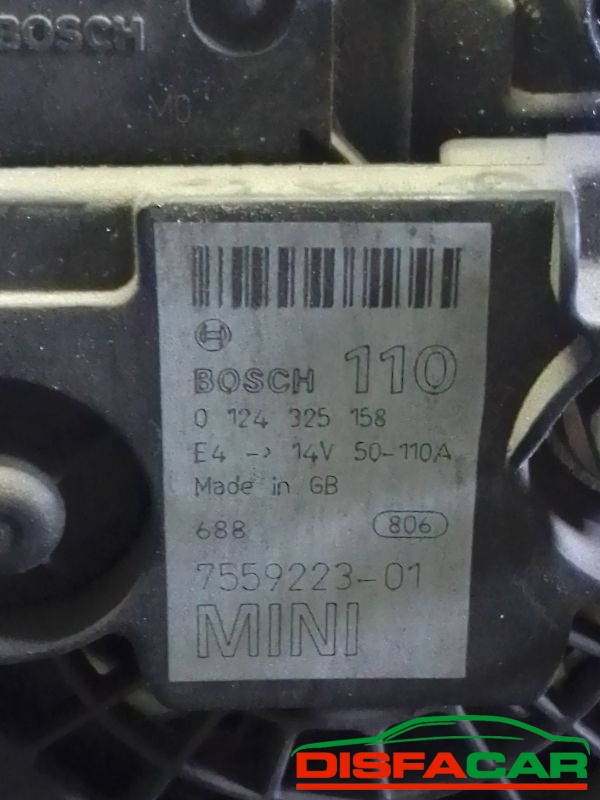 BOSCH
MO
BOSCH 110
0 124 325 158
E4 -> 14V 50-110A
Made in GB
688 806
7559223-01
MINI
DISFACAR